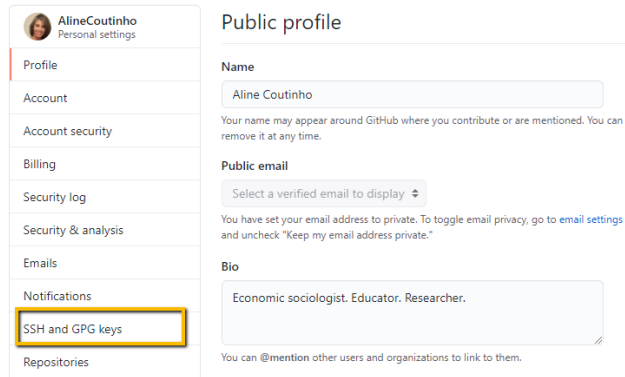 AlineCoutinho
Personal settings
Profile
Account
Account security
Billing
Security log
Security & analysis
Emails
Notifications
SSH and GPG keys
Repositories
Public profile
Name
Aline Coutinho
Your name may appear around GitHub where you contribute or are mentioned. You can
remove it at any time.
Public email
Select a verified email to display
You have set your email address to private. To toggle email privacy, go to email settings
and uncheck "Keep my email address private."
Bio
Economic sociologist. Educator. Researcher.
You can @mention other users and organizations to link to them.